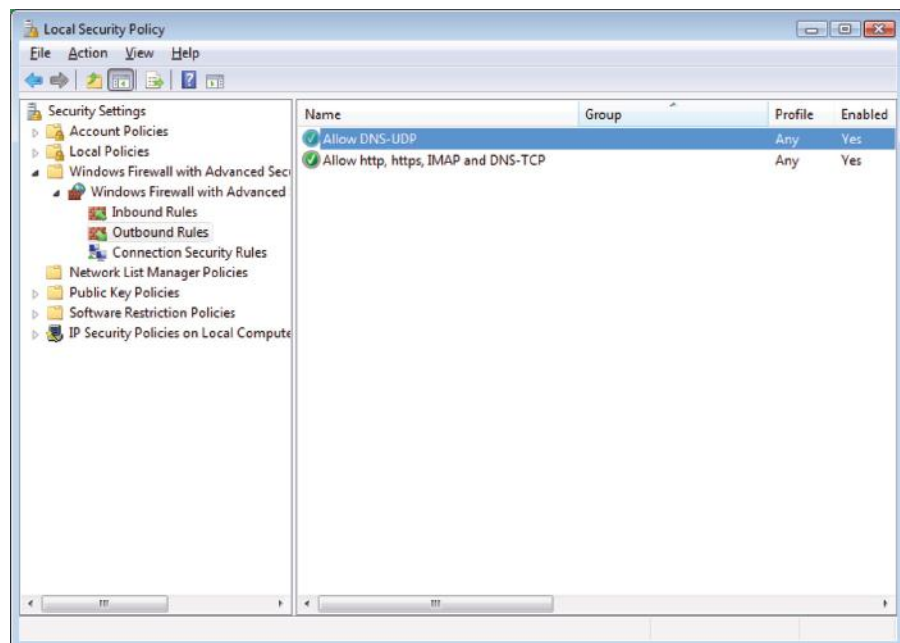 Local Security Policy
File Action View Help
Security Settings
Account Policies
Local Policies
Windows Firewall with Advanced Secu
Windows Firewall with Advanced
Inbound Rules
Outbound Rules
Connection Security Rules
Network List Manager Policies
Public Key Policies
Software Restriction Policies
IP Security Policies on Local Compute
Name Group Profile Enabled
Allow DNS-UDP Any Yes
Allow http, https, IMAP and DNS-TCP Any Yes